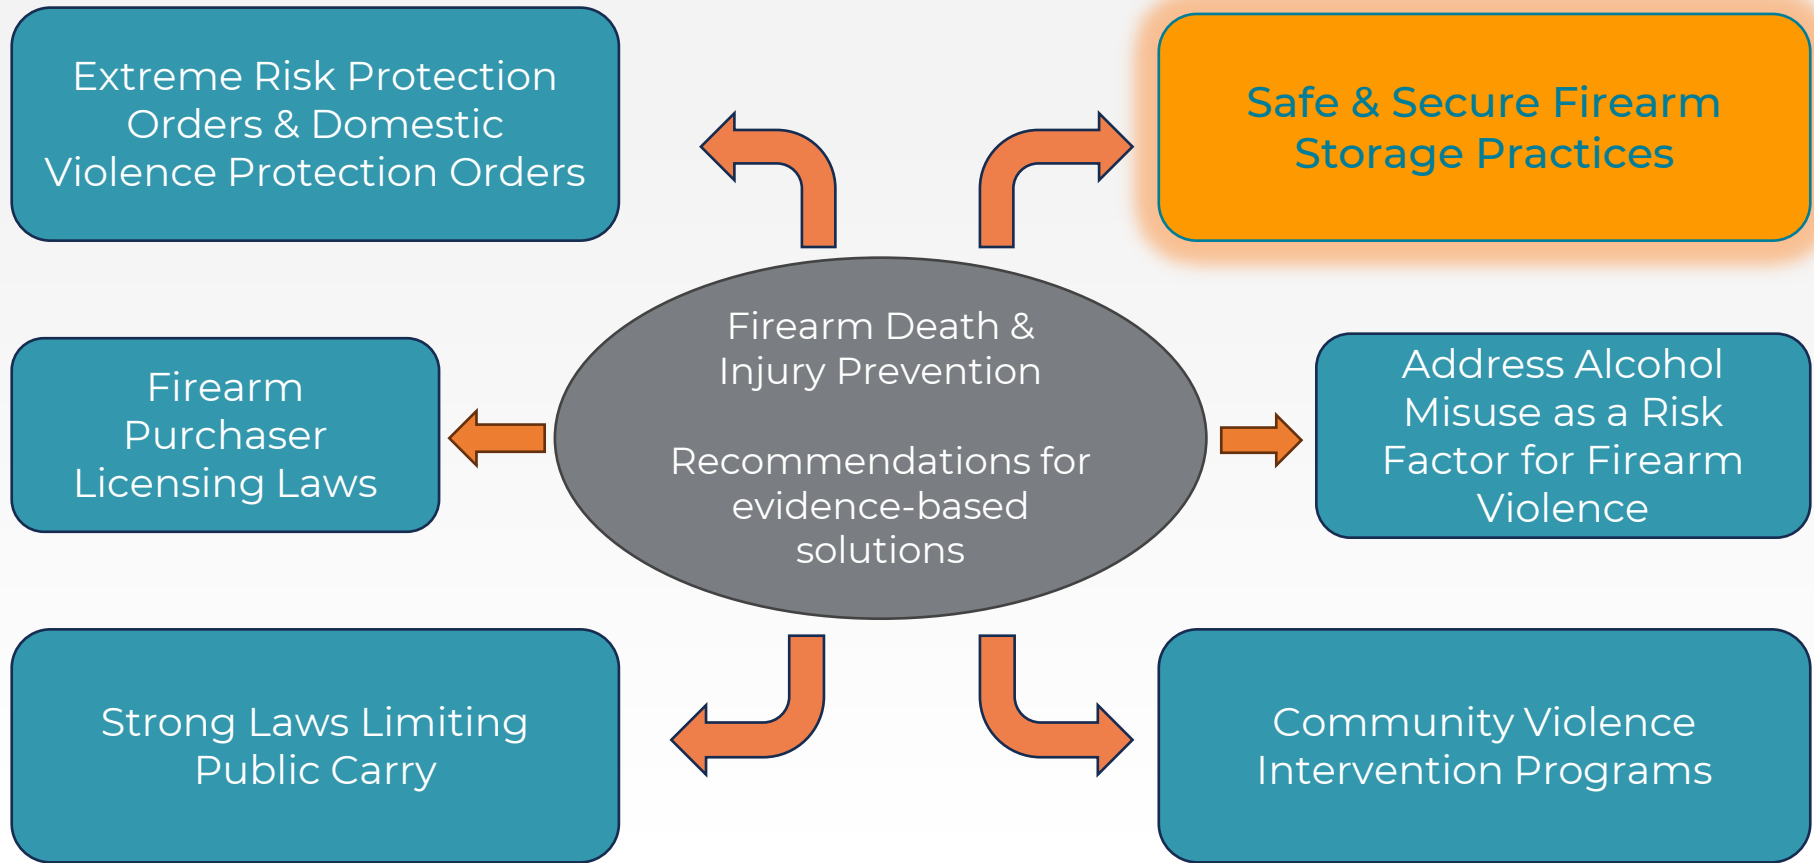 Extreme Risk Protection
Orders & Domestic
Violence Protection Orders
Safe & Secure Firearm
Storage Practices
Firearm Death &
Injury Prevention
Recommendations for
evidence-based
solutions
Firearm
Purchaser
Licensing Laws
Address Alcohol
Misuse as a Risk
Factor for Firearm
Violence
Strong Laws Limiting
Public Carry
Community Violence
Intervention Programs